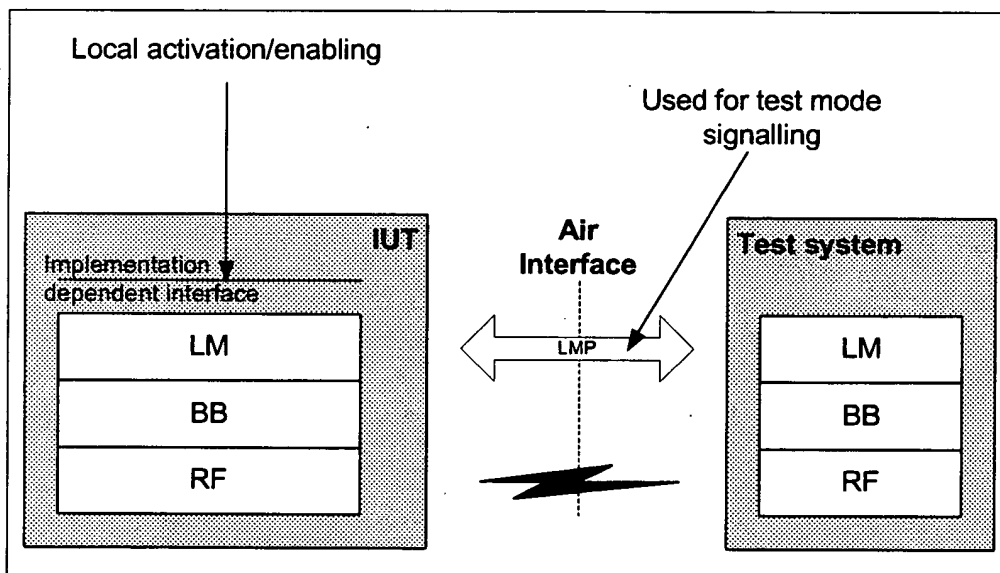 Local activation/enabling
Used for test mode
signalling
IUT
Implementation
dependent interface
LM
BB
RF
Air
Interface
LMP
Test system
LM
BB
RF